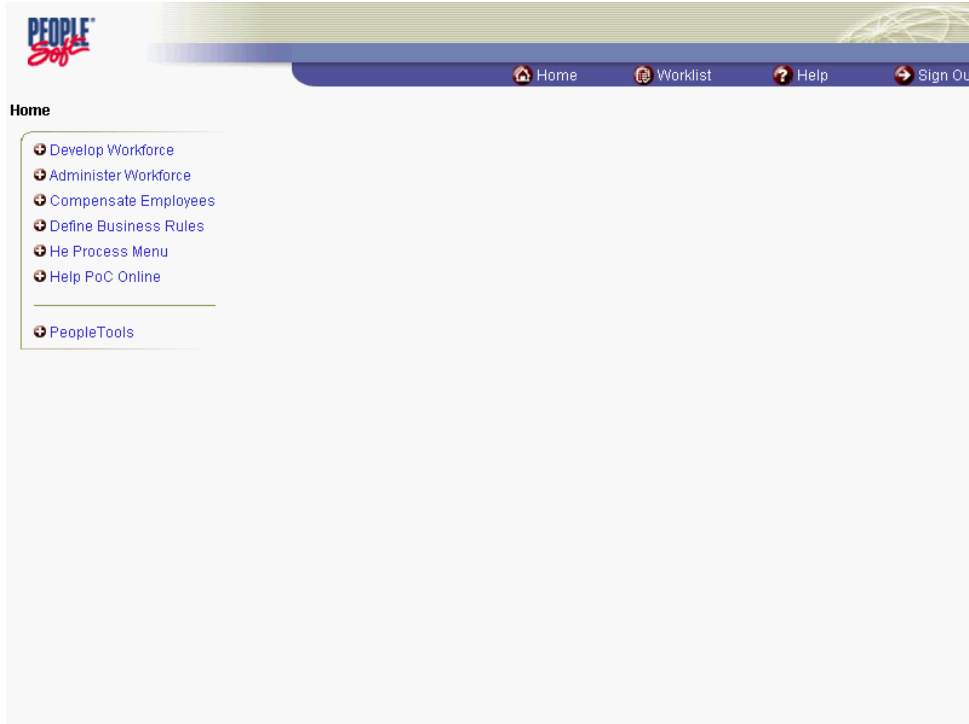 PEOPLE
Soft
Home Worklist Help Sign Ou
Home
Develop Workforce
Administer Workforce
Compensate Employees
Define Business Rules
He Process Menu
Help PoC Online
PeopleTools